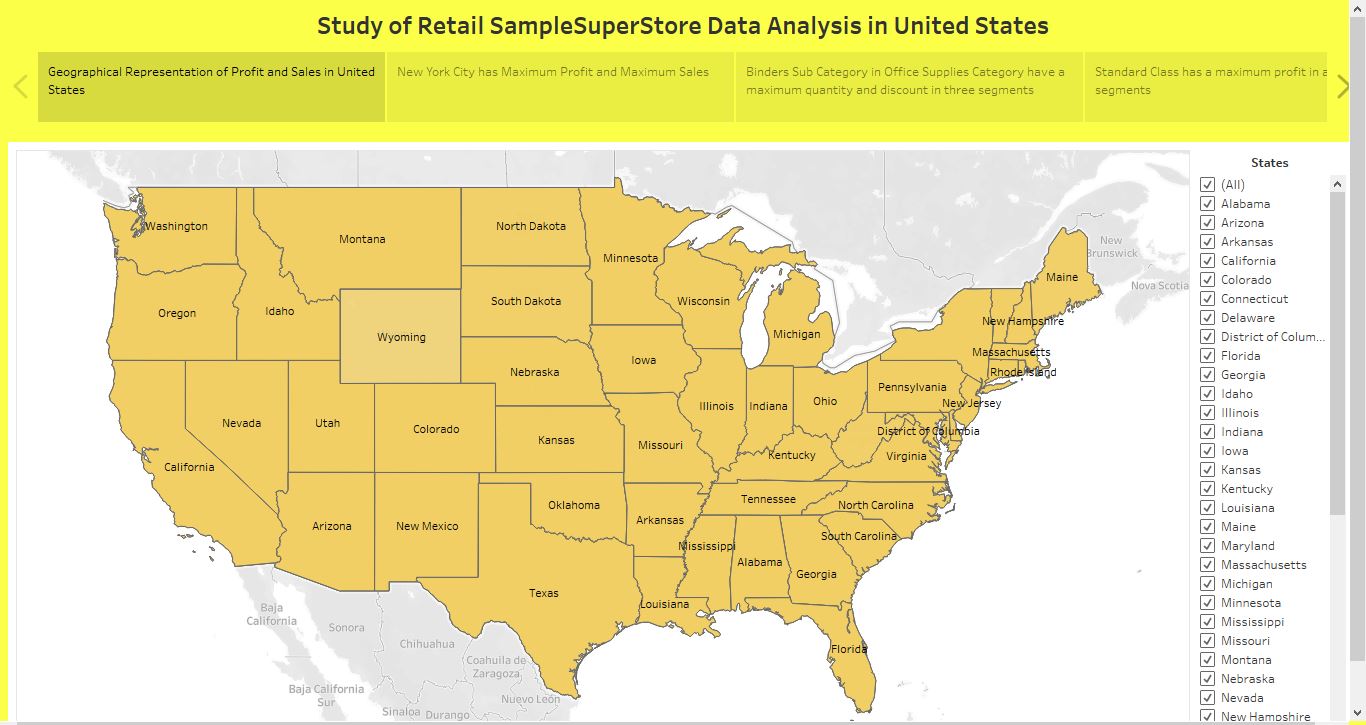 Study of Retail SampleSuperStore Data Analysis in United States
Geographical Representation of Profit and Sales in United
States
New York City has Maximum Profit and Maximum Sales
Binders Sub Category in Office Supplies Category have a
maximum quantity and discount in three segments
Standard Class has a maximum profit in a
segments
Washington
Montana
North Dakota
Minnesota
Oregon
Idaho
South Dakota
Wisconsin
Michigan
Wyoming
Maine
New
Brunswick
Nova Scotia
New Hampshire
Massachusetts
Rhode Island
Iowa
Nebraska
Pennsylvania
New Jersey
Illinois
Indiana
Ohio
Nevada
Utah
Colorado
Kansas
Missouri
District of Columbia
Kentucky
Virginia
California
Tennessee
North Carolina
Oklahoma
Arkansas
Arizona
New Mexico
South Carolina
Mississippi
Alabama
Georgia
Texas
Louisiana
Florida
Baja
California
Sonora
Chihuahua
Coahuila de
Zaragoza
Baja California
Sur
Nuevo León
Sinaloa
Durango
States
(All)
Alabama
Arizona
Arkansas
California
Colorado
Connecticut
Delaware
District of Colum...
Florida
Georgia
Idaho
Illinois
Indiana
Iowa
Kansas
Kentucky
Louisiana
Maine
Maryland
Massachusetts
Michigan
Minnesota
Mississippi
Missouri
Montana
Nebraska
Nevada
New Hampshire